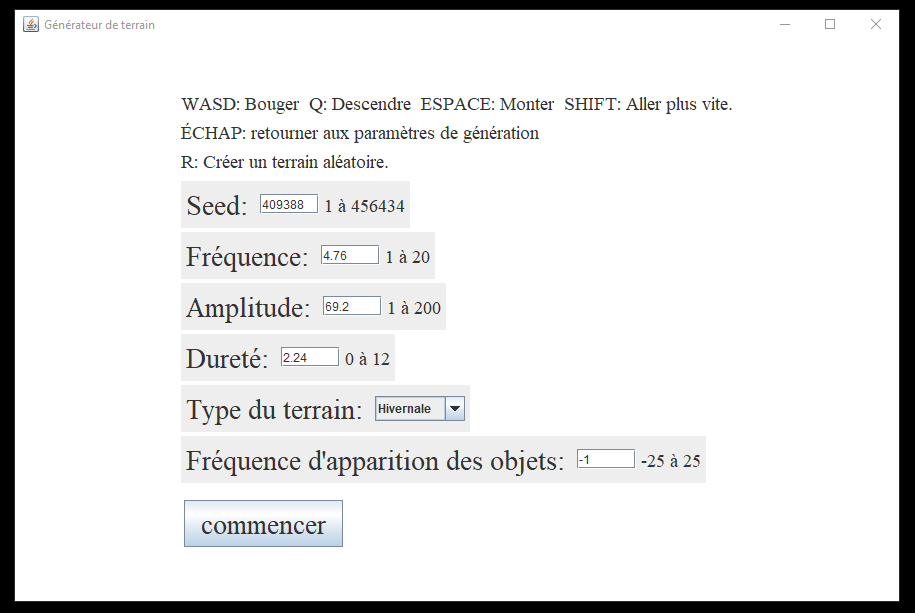 Générateur de terrain
WASD: Bouger  Q: Descendre  ESPACE: Monter  SHIFT: Aller plus vite.
ÉCHAP: retourner aux paramètres de génération
R: Créer un terrain aléatoire.
Seed: 409388 1 à 456434
Fréquence: 4.76 1 à 20
Amplitude: 69.2 1 à 200
Dureté: 2.24 0 à 12
Type du terrain: Hivernale
Fréquence d'apparition des objets: -1 -25 à 25
commencer